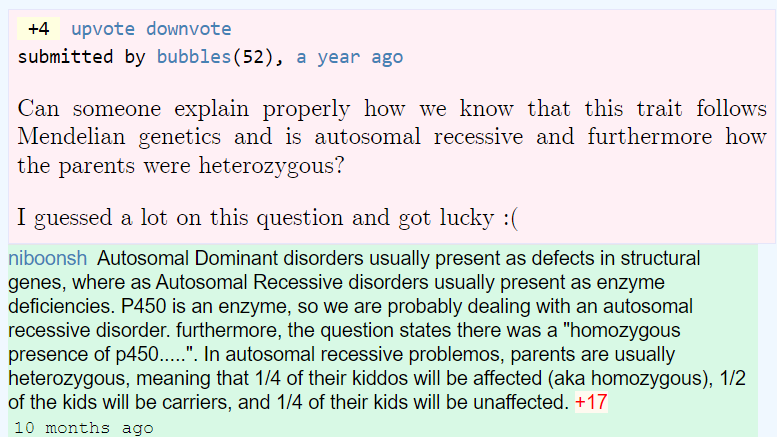 +4 upvote downvote
submitted by bubbles(52), a year ago
Can someone explain properly how we know that this trait follows
Mendelian genetics and is autosomal recessive and furthermore how
the parents were heterozygous?
I guessed a lot on this question and got lucky :(
niboonsh Autosomal Dominant disorders usually present as defects in structural
genes, where as Autosomal Recessive disorders usually present as enzyme
deficiencies. P450 is an enzyme, so we are probably dealing with an autosomal
recessive disorder. furthermore, the question states there was a "homozygous
presence of p450.....". In autosomal recessive problemos, parents are usually
heterozygous, meaning that 1/4 of their kiddos will be affected (aka homozygous), 1/2
of the kids will be carriers, and 1/4 of their kids will be unaffected. +17
10 months ago